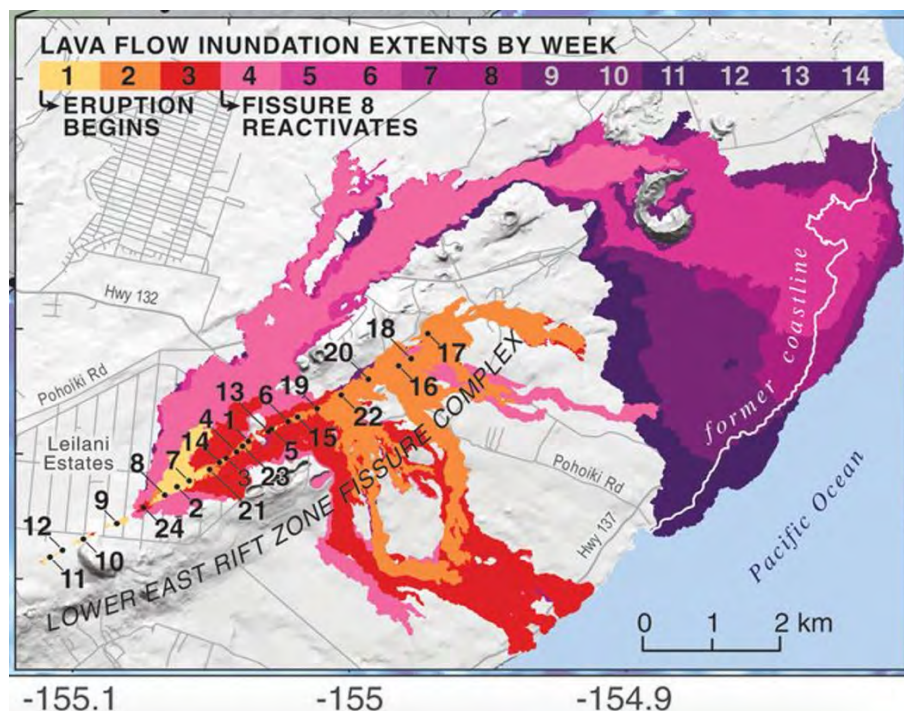 LAVA FLOW INUNDATION EXTENTS BY WEEK
1 2 3 4 5 6 7 8 9 10 11 12 13 14
ERUPTION BEGINS
FISSURE 8 REACTIVATES
Hwy 132
Pohoiki Rd
Leilani
Estates
18
20
17
16
13 6 19
22
4 1
14
15
5
7
3 23
8
2 21
24
9
12
10
11
LOWER EAST RIFT ZONE FISSURE COMPLEX
Pohoiki Rd
Hwy 137
former coastline
Pacific Ocean
0 1 2 km
-155.1 -155 -154.9